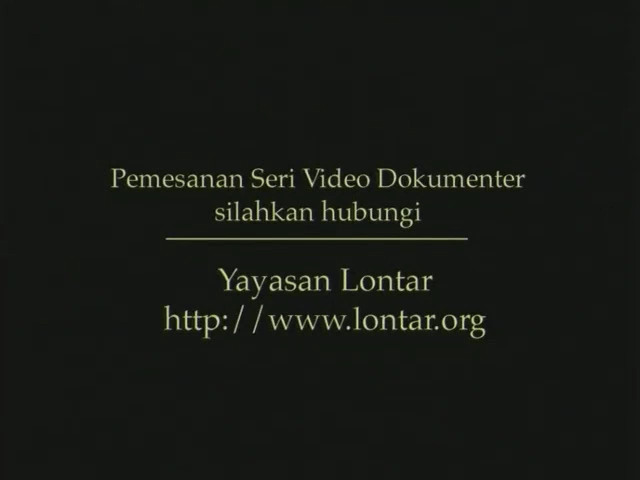 Pemesanan Seri Video Dokumenter
silahkan hubungi
Yayasan Lontar
http://www.lontar.org